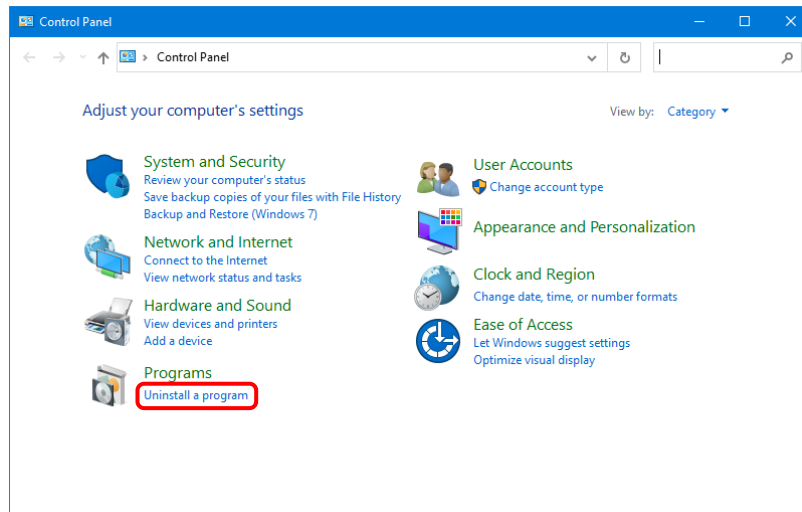 Control Panel
Control Panel
Adjust your computer's settings
View by: Category
System and Security
Review your computer's status
Save backup copies of your files with File History
Backup and Restore (Windows 7)
Network and Internet
Connect to the Internet
View network status and tasks
Hardware and Sound
View devices and printers
Add a device
Programs
Uninstall a program
User Accounts
Change account type
Appearance and Personalization
Clock and Region
Change date, time, or number formats
Ease of Access
Let Windows suggest settings
Optimize visual display